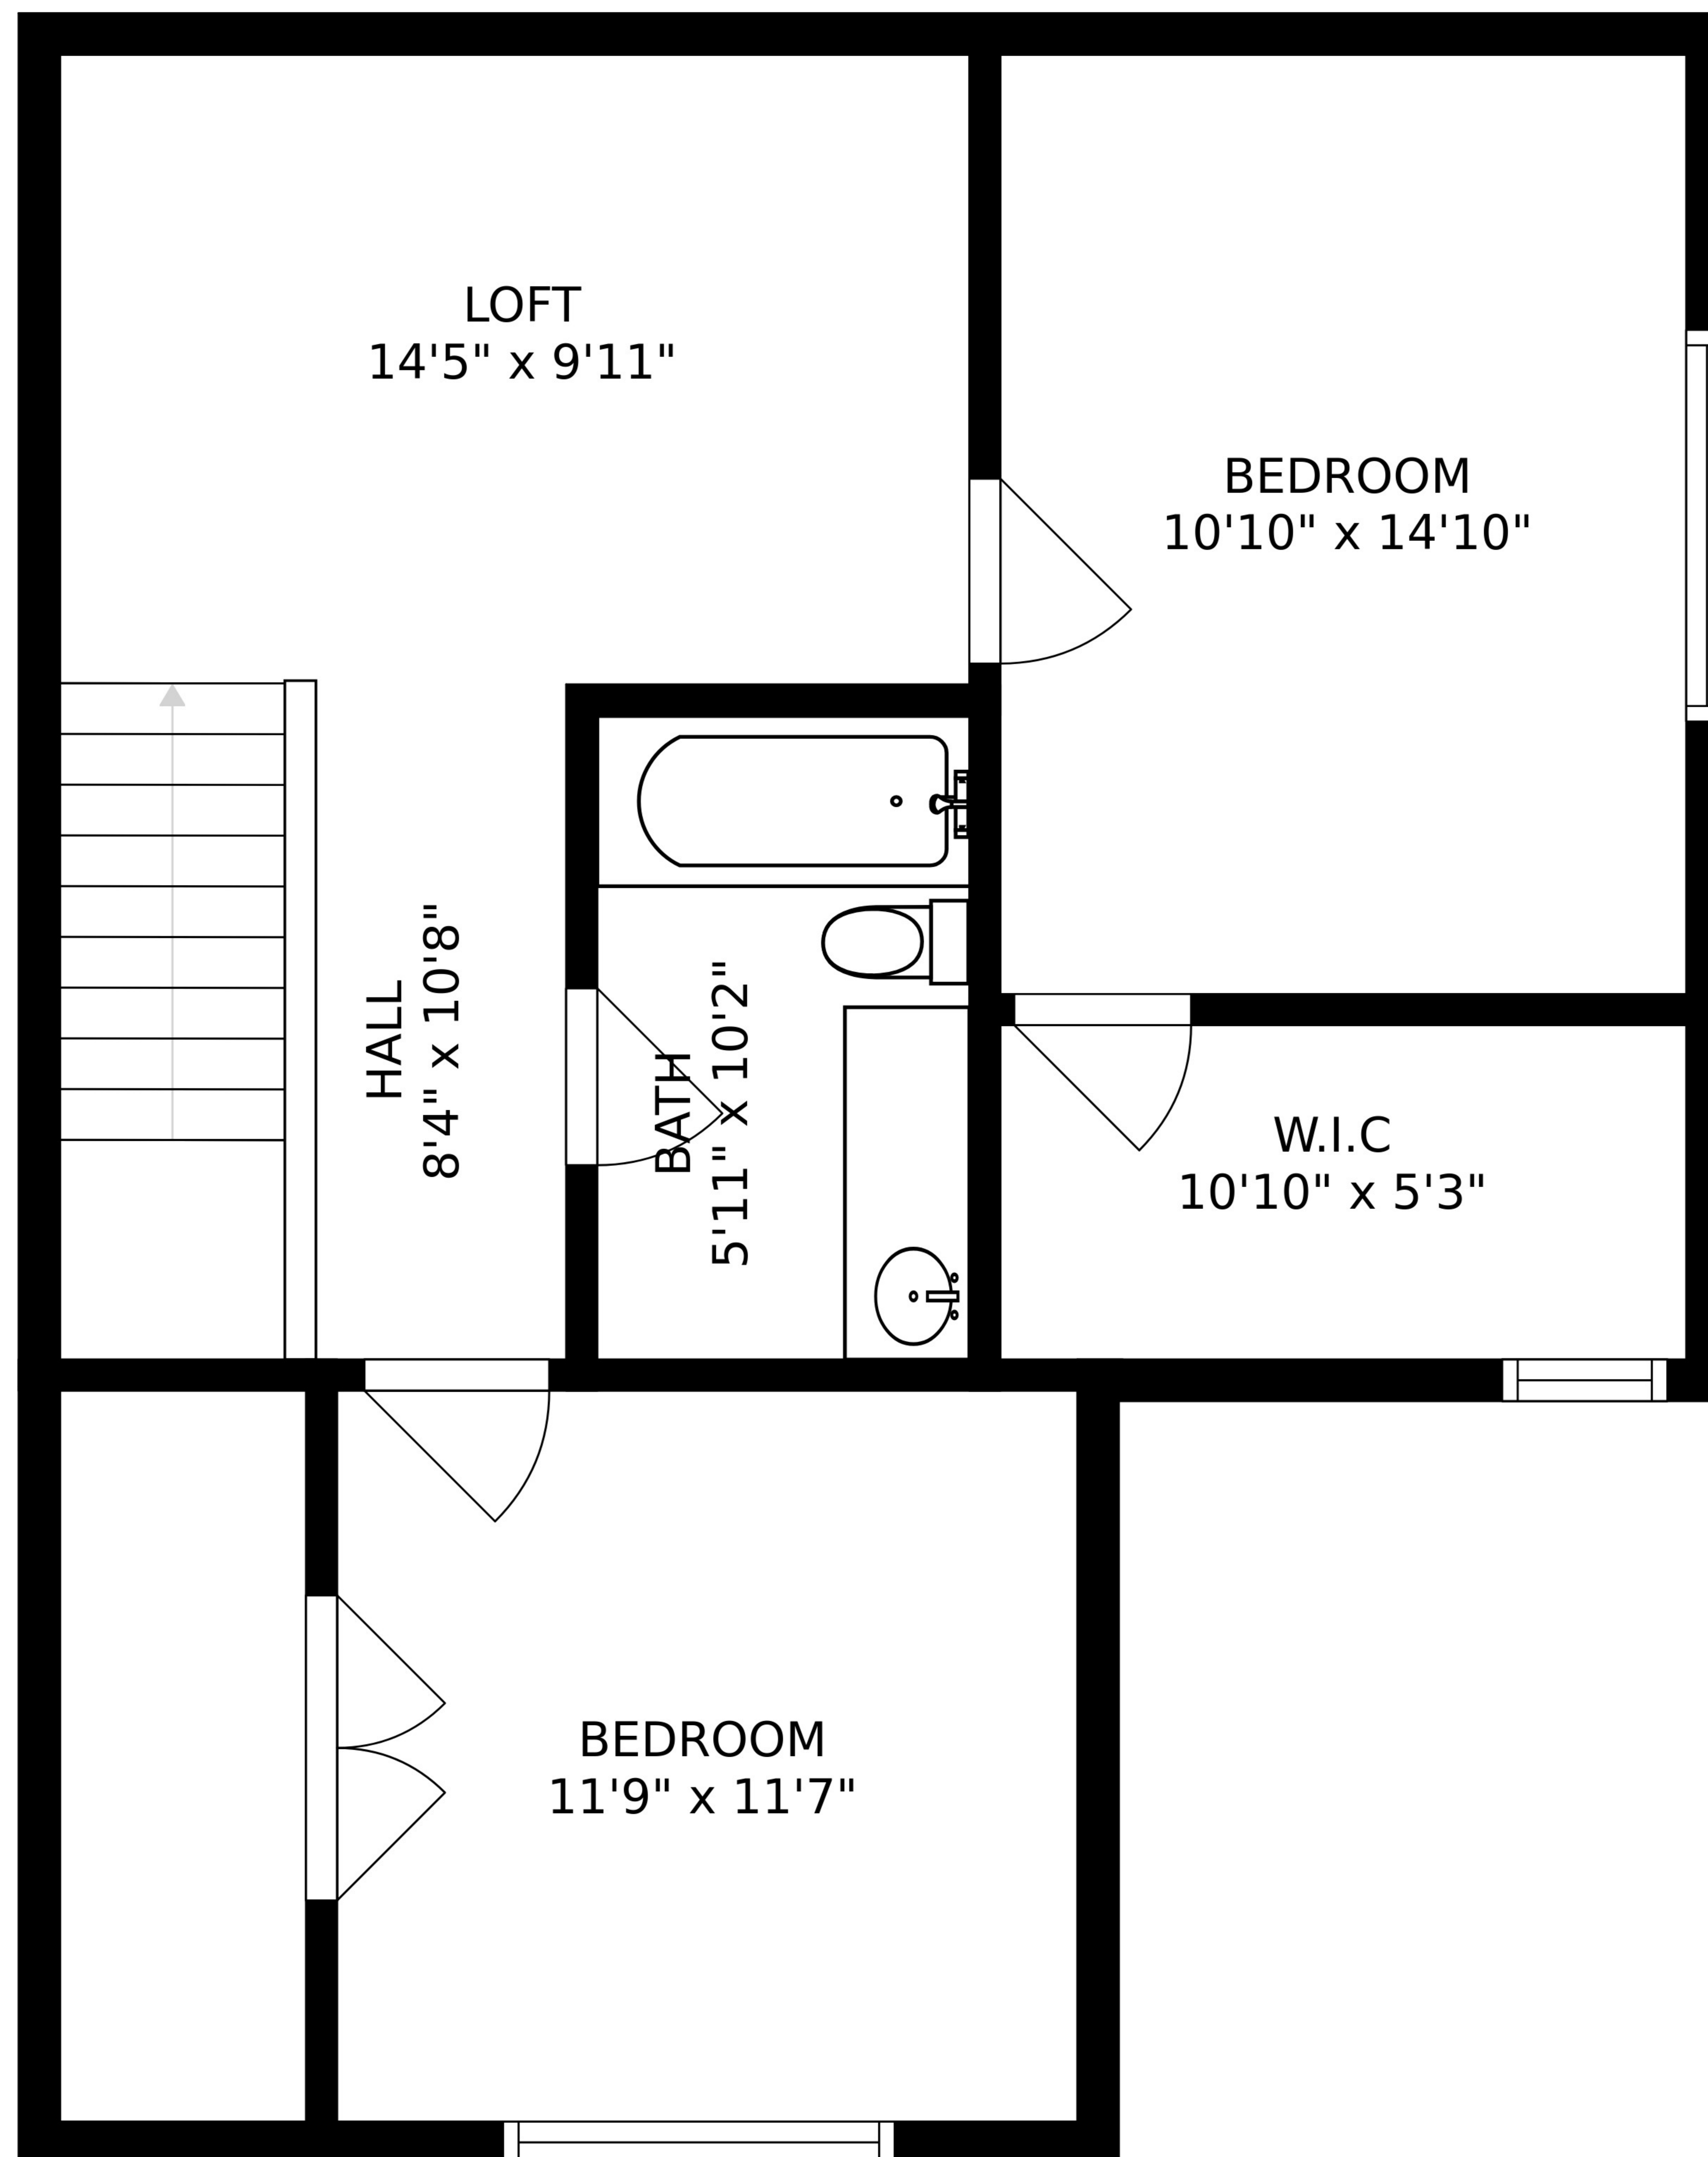 LOFT
14'5" x 9'11"
BEDROOM
10'10" x 14'10"
HALL
8'4" x 10'8"
BATH
5'11" x 10'2"
W.I.C
10'10" x 5'3"
BEDROOM
11'9" x 11'7"